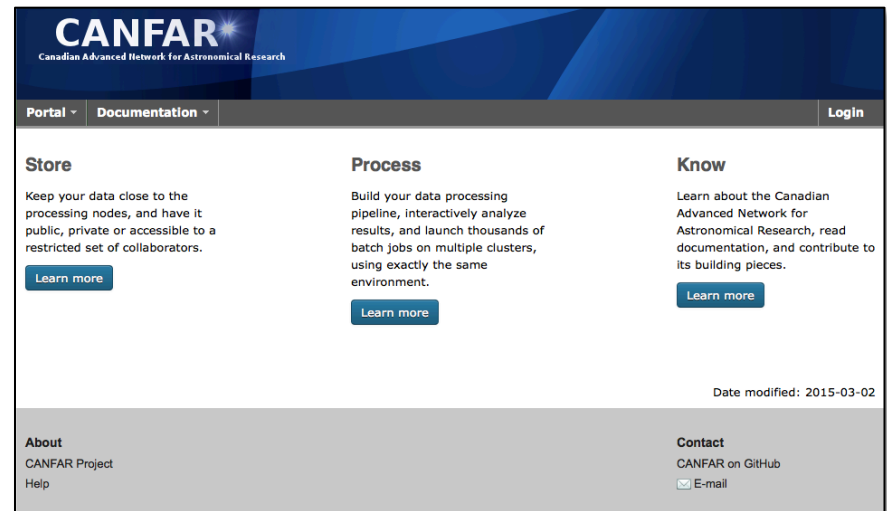 CANFAR
Canadian Advanced Network for Astronomical Research
Portal
Documentation
Login
Store
Keep your data close to the
processing nodes, and have it
public, private or accessible to a
restricted set of collaborators.
Learn more
Process
Build your data processing
pipeline, interactively analyze
results, and launch thousands of
batch jobs on multiple clusters,
using exactly the same
environment.
Learn more
Know
Learn about the Canadian
Advanced Network for
Astronomical Research, read
documentation, and contribute to
its building pieces.
Learn more
Date modified: 2015-03-02
About
CANFAR Project
Help
Contact
CANFAR on GitHub
E-mail